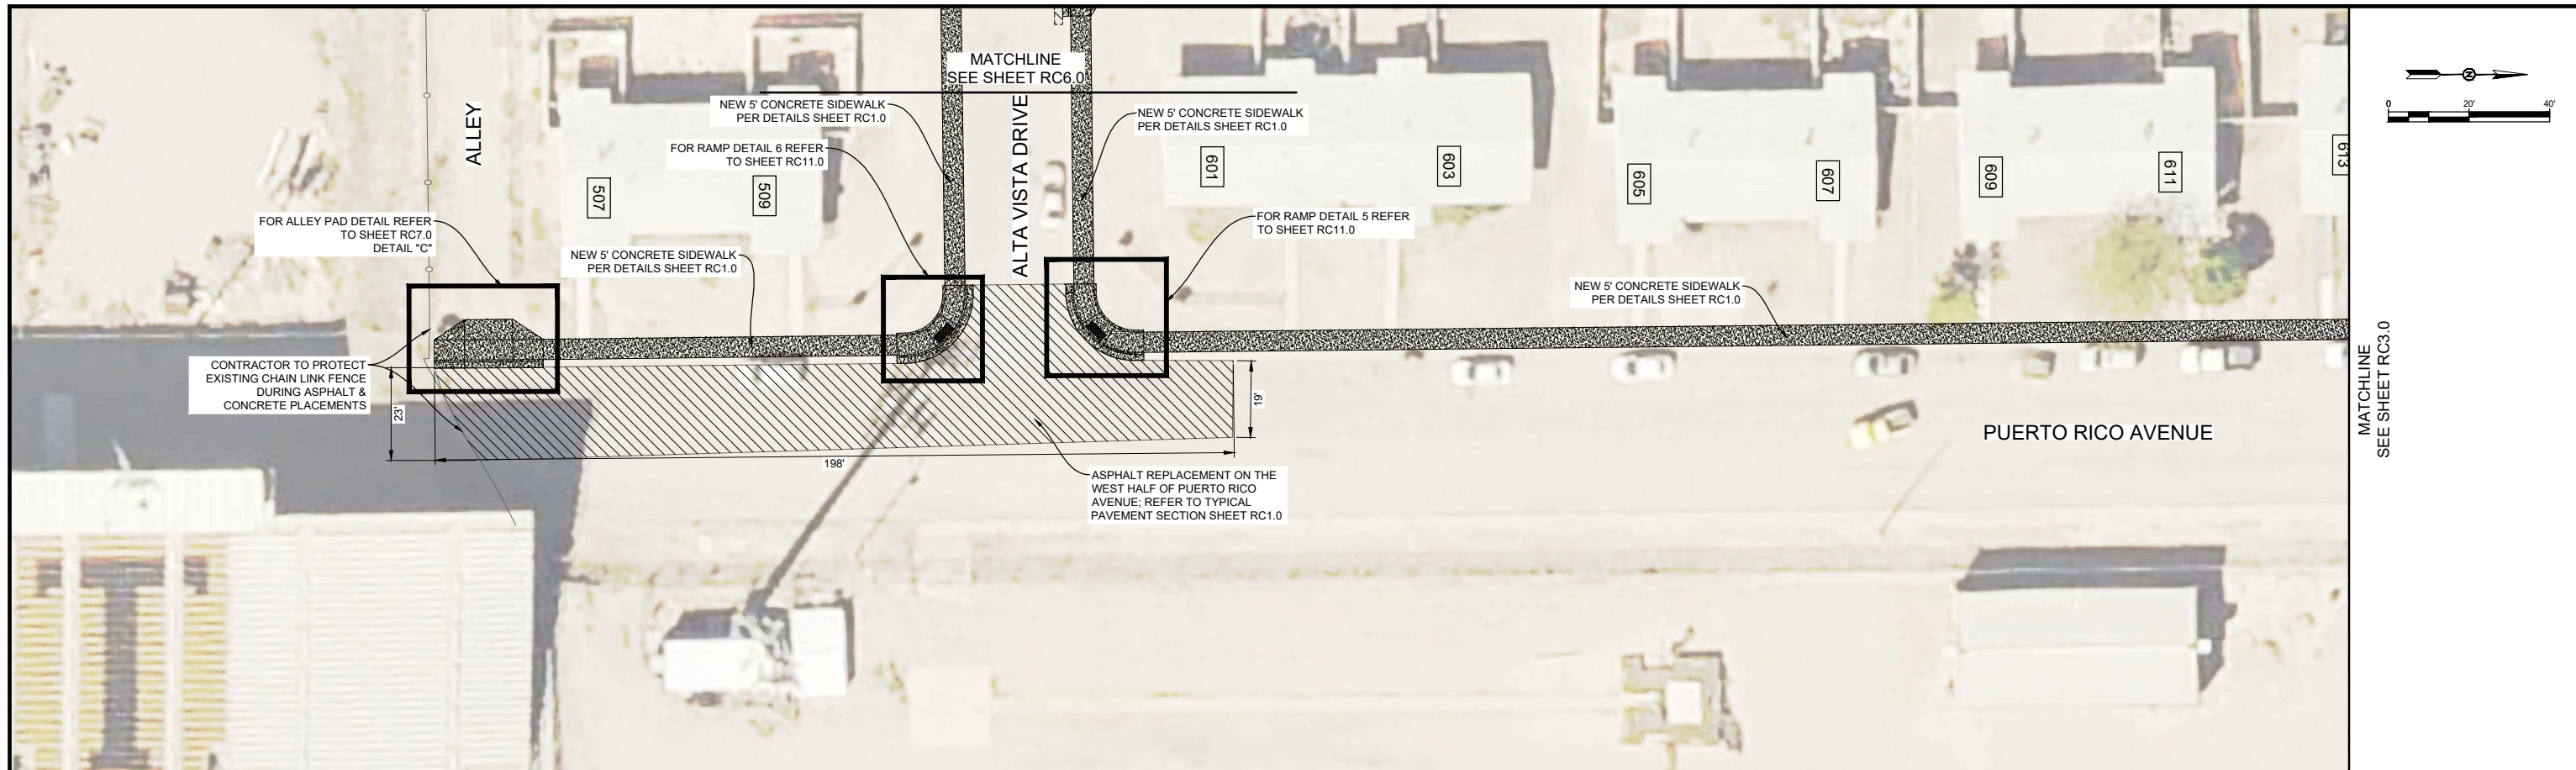 MATCHLINE
SEE SHEET RC6.0
NEW 5' CONCRETE SIDEWALK
PER DETAILS SHEET RC1.0
NEW 5' CONCRETE SIDEWALK
PER DETAILS SHEET RC1.0
FOR RAMP DETAIL 6 REFER
TO SHEET RC11.0
ALLEY
ALTA VISTA DRIVE
507
509
601
603
605
607
609
611
613
N
0 20' 40'
FOR ALLEY PAD DETAIL REFER
TO SHEET RC7.0
DETAIL "C"
NEW 5' CONCRETE SIDEWALK
PER DETAILS SHEET RC1.0
FOR RAMP DETAIL 5 REFER
TO SHEET RC11.0
NEW 5' CONCRETE SIDEWALK
PER DETAILS SHEET RC1.0
CONTRACTOR TO PROTECT
EXISTING CHAIN LINK FENCE
DURING ASPHALT &
CONCRETE PLACEMENTS
23'
19'
198'
PUERTO RICO AVENUE
MATCHLINE
SEE SHEET RC3.0
ASPHALT REPLACEMENT ON THE
WEST HALF OF PUERTO RICO
AVENUE; REFER TO TYPICAL
PAVEMENT SECTION SHEET RC1.0